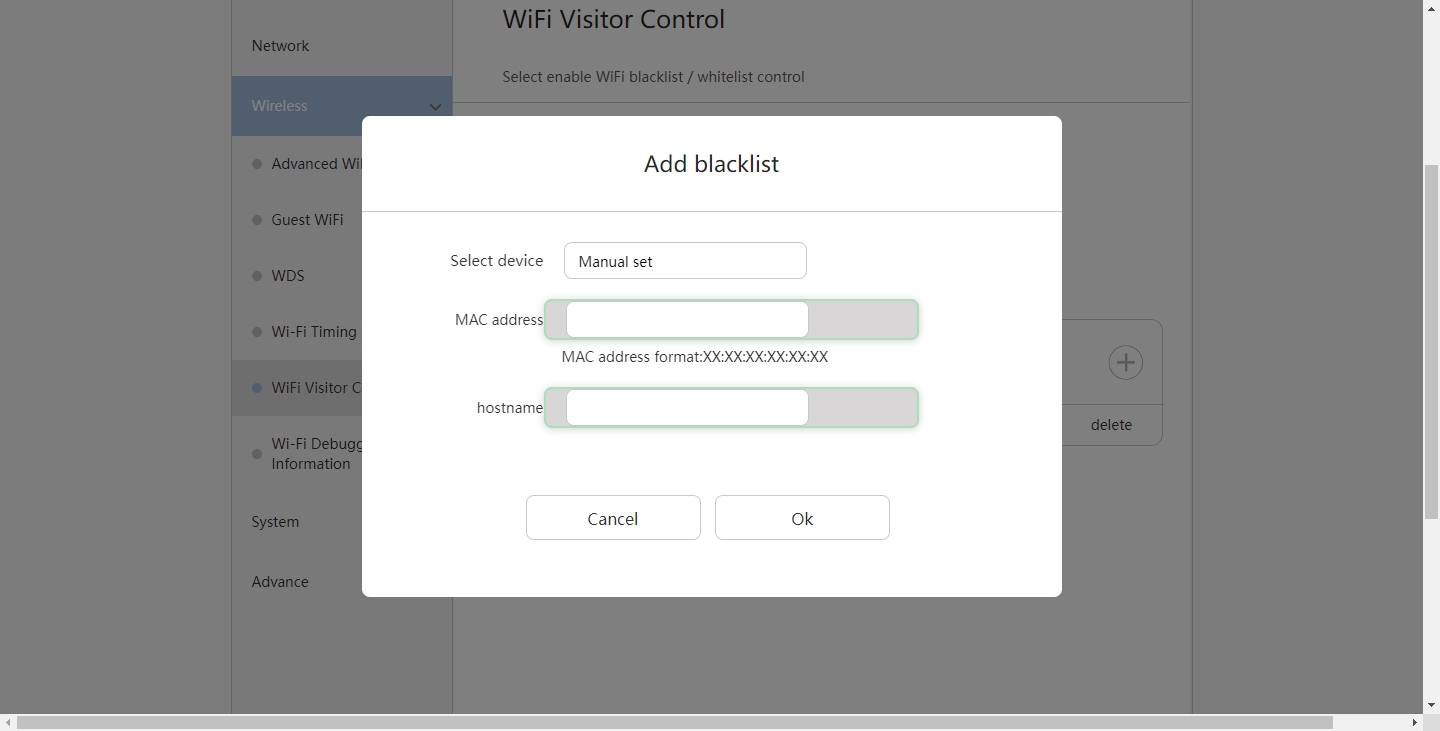 WiFi Visitor Control
Select enable WiFi blacklist / whitelist control
Network
Wireless
Advanced
Guest WiFi
WDS
Wi-Fi Timing
WiFi Visitor
Wi-Fi
Information
System
Advance
Add blacklist
Select device
Manual set
MAC address
MAC address format:XX:XX:XX:XX:XX:XX
hostname
Cancel
Ok
delete